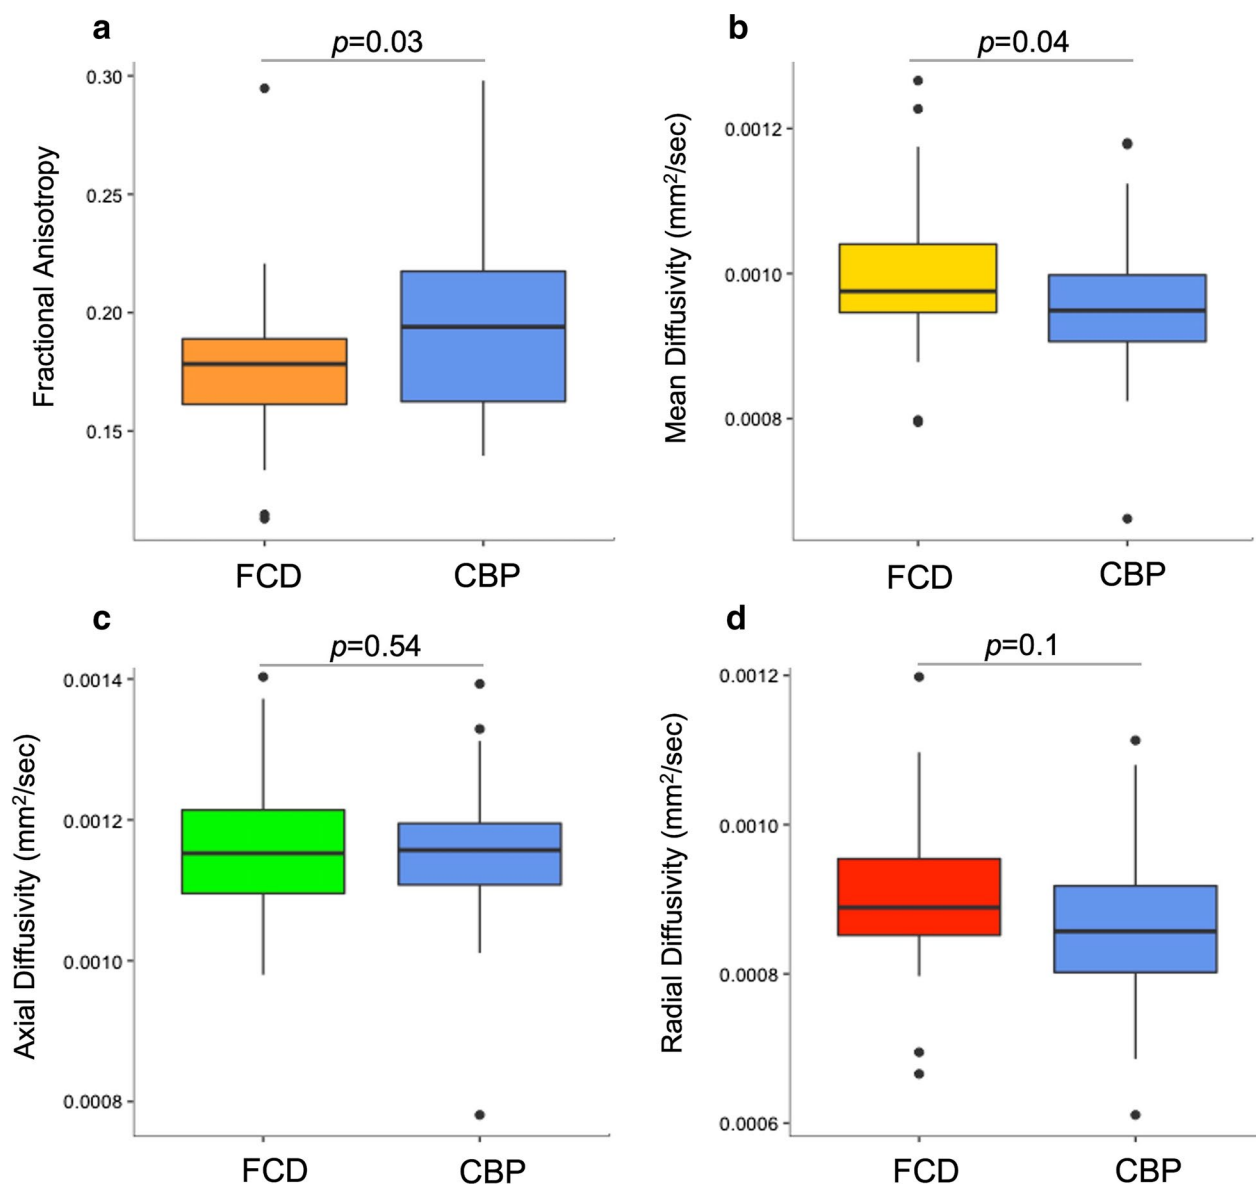 a
p=0.03
Fractional Anisotropy
0.30
0.25
0.20
0.15
FCD
CBP
b
p=0.04
Mean Diffusivity (mm²/sec)
0.0012
0.0010
0.0008
FCD
CBP
c
p=0.54
Axial Diffusivity (mm²/sec)
0.0014
0.0012
0.0010
0.0008
FCD
CBP
d
p=0.1
Radial Diffusivity (mm²/sec)
0.0012
0.0010
0.0008
0.0006
FCD
CBP